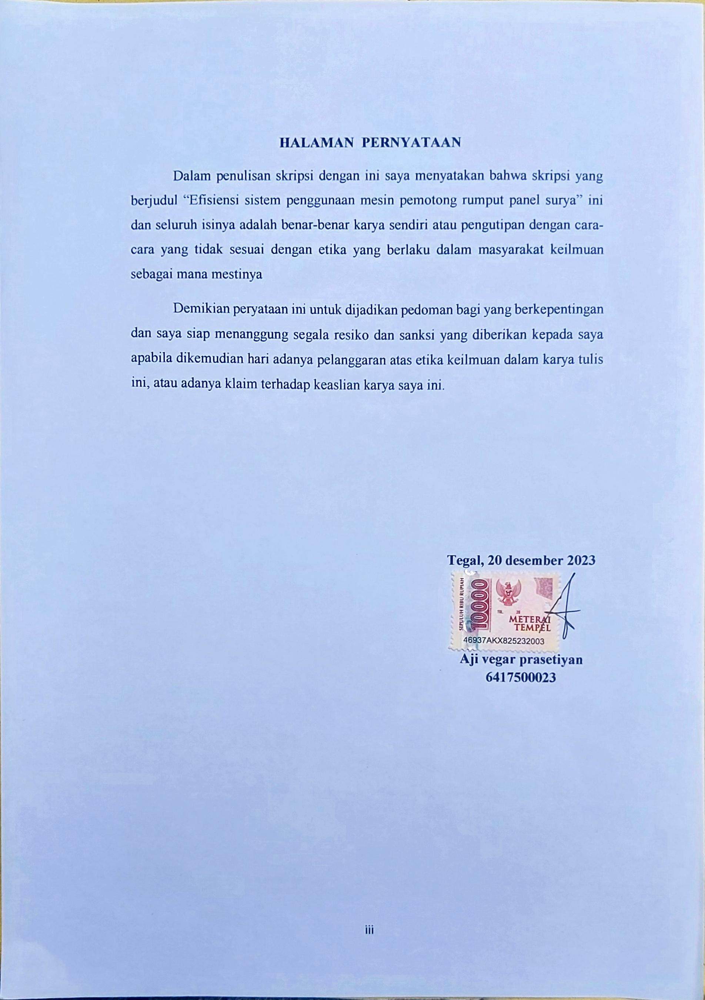 HALAMAN PERNYATAAN
Dalam penulisan skripsi dengan ini saya menyatakan bahwa skripsi yang
berjudul “Efisiensi sistem penggunaan mesin pemotong rumput panel surya” ini
dan seluruh isinya adalah benar-benar karya sendiri atau pengutipan dengan cara-
cara yang tidak sesuai dengan etika yang berlaku dalam masyarakat keilmuan
sebagai mana mestinya
Demikian peryataan ini untuk dijadikan pedoman bagi yang berkepentingan
dan saya siap menanggung segala resiko dan sanksi yang diberikan kepada saya
apabila dikemudian hari adanya pelanggaran atas etika keilmuan dalam karya tulis
ini, atau adanya klaim terhadap keaslian karya saya ini.
Tegal, 20 desember 2023
SEPULUH RIBU RUPIAH
10000
TGL. 20
METERAI
TEMPEL
46937AKX825232003
Aji vegar prasetiyan
6417500023
iii